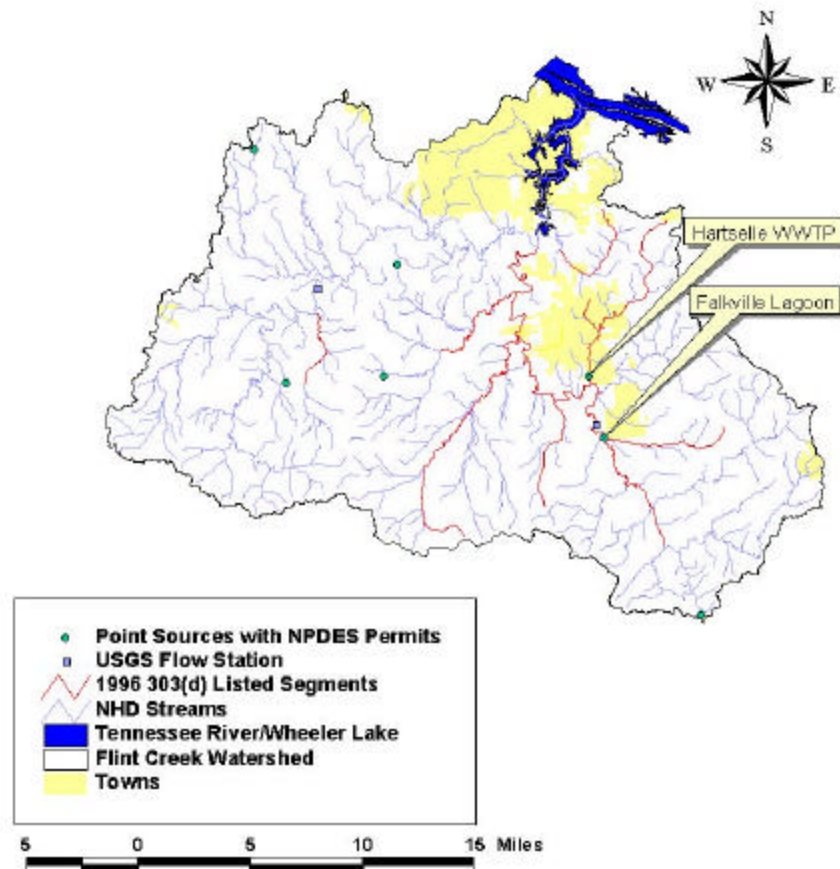 N
W E
S
Hartselle WWTP
Falkville Lagoon
Point Sources with NPDES Permits
USGS Flow Station
1996 303(d) Listed Segments
NHD Streams
Tennessee River/Wheeler Lake
Flint Creek Watershed
Towns
5 0 5 10 15 Miles